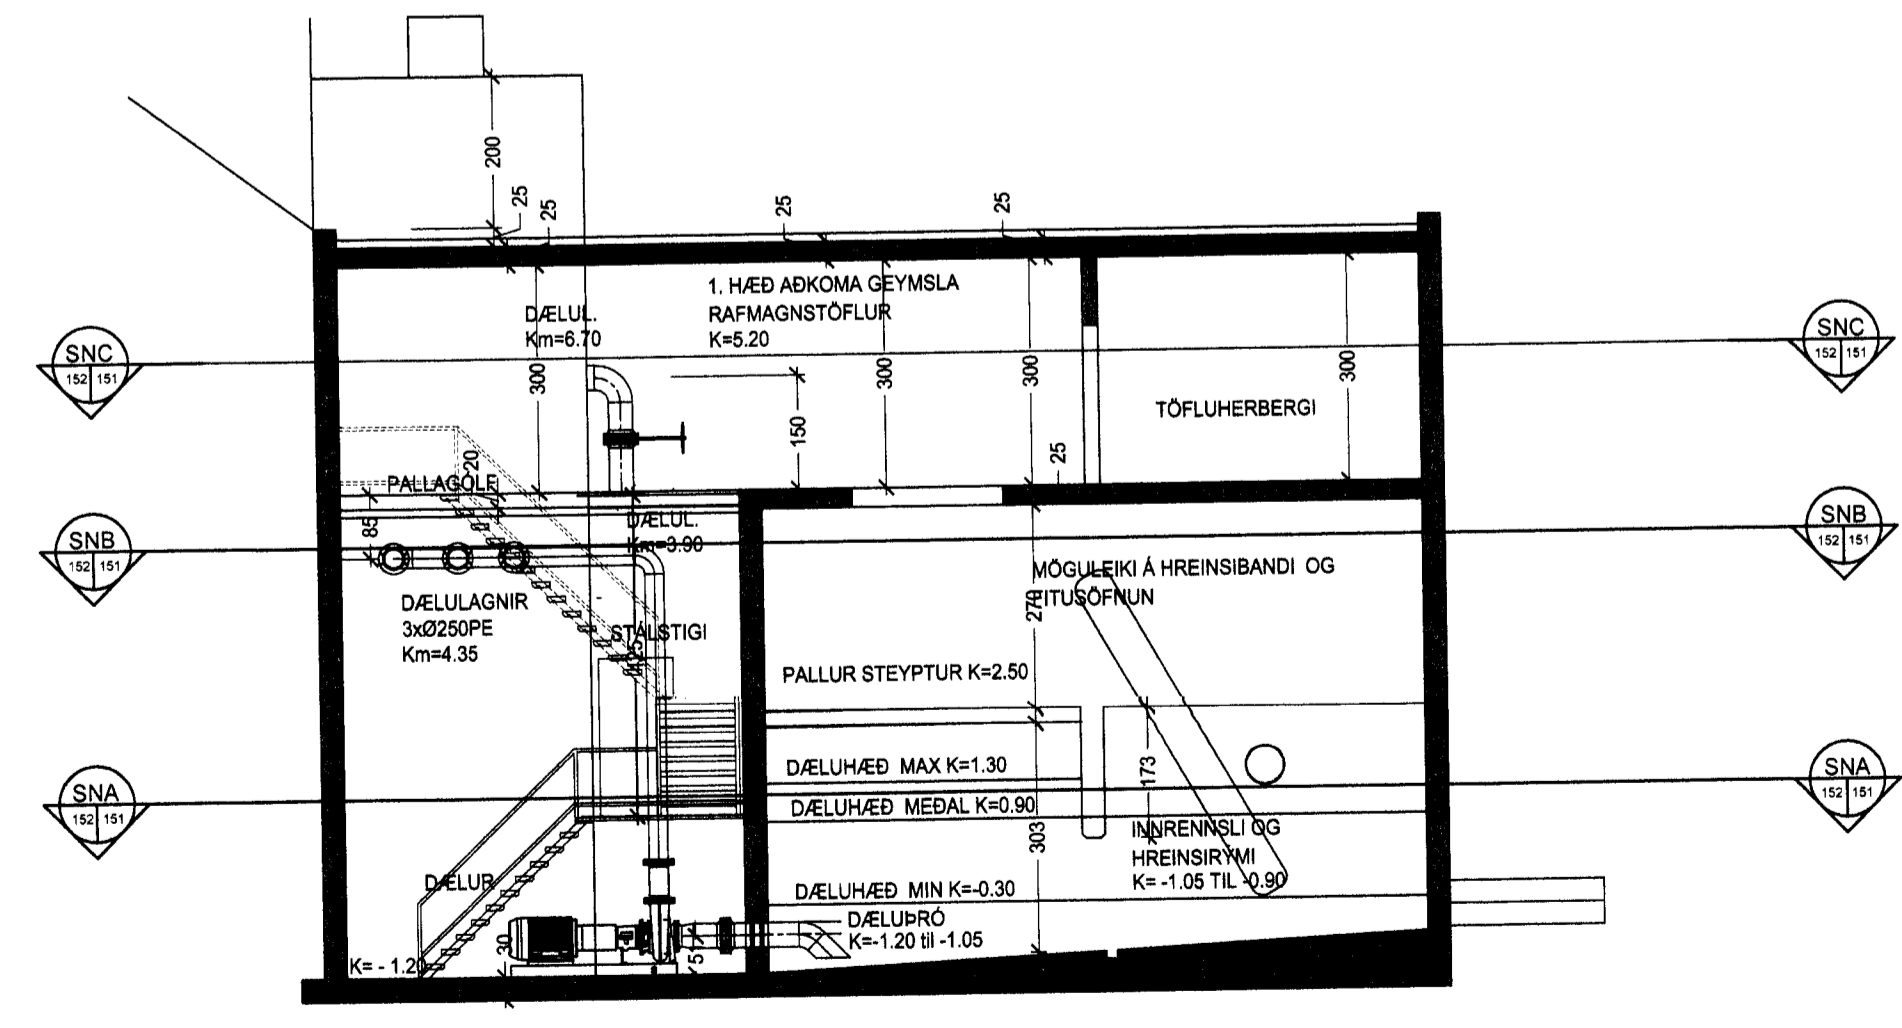 200
25
25
25
25
1. HÆÐ AÐKOMA GEYMSLA
RAFMAGNSTÖFLUR
K=5.20
DÆLUL.
Km=6.70
SNC
152 151
SNC
152 151
300
300
300
300
150
TÖFLUHERBERGI
20
25
PALLAGÓLF
85
DÆLUL.
Km=3.90
SNB
152 151
SNB
152 151
MÖGULEIKI Á HREINSIBANDI OG
FITUSÖFNUN
270
DÆLULAGNIR
3xØ250PE
Km=4.35
STÁLSTIGI
PALLUR STEYPTUR K=2.50
DÆLUHÆÐ MAX K=1.30
173
SNA
152 151
SNA
152 151
DÆLUHÆÐ MEÐAL K=0.90
303
INNRENNSLI OG
HREINSIRÝMI
K= -1.05 TIL -0.90
DÆLUR
DÆLUHÆÐ MIN K=-0.30
DÆLUÞRÓ
K=-1.20 til -1.05
30
51
K= - 1.20